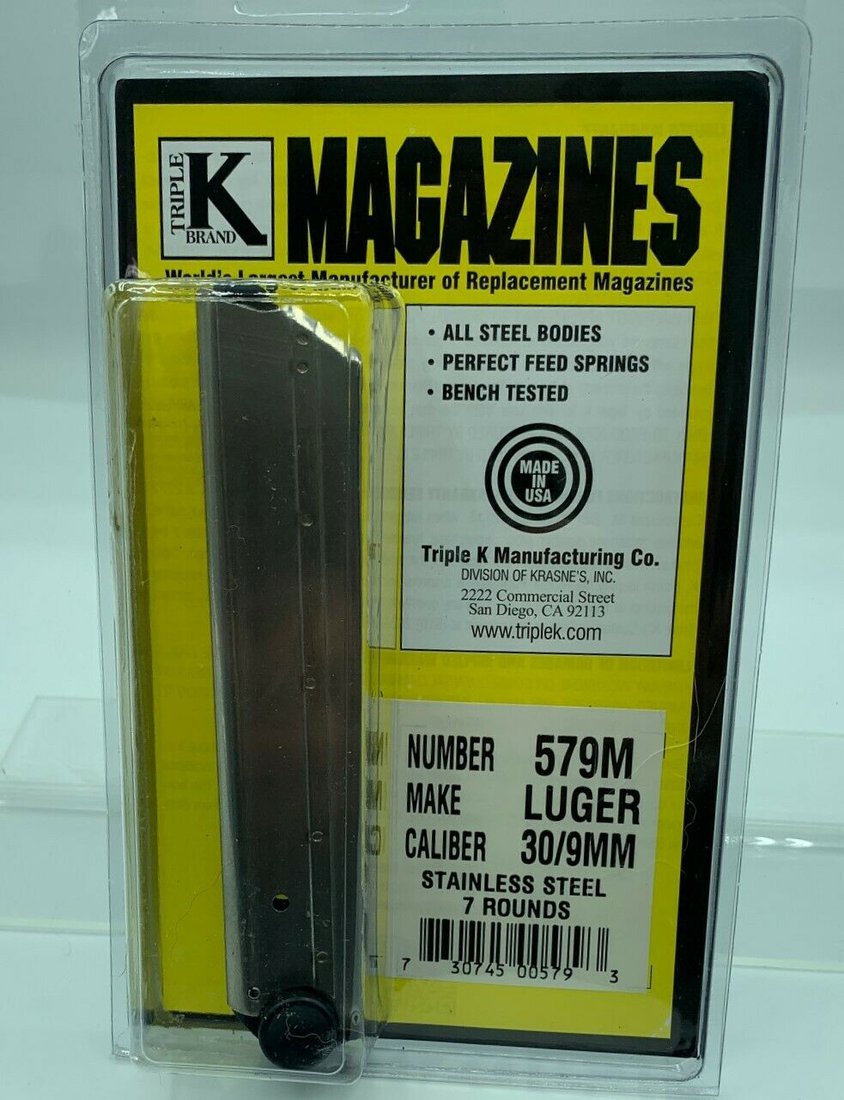 TRIPLE K BRAND
MAGAZINES
World's Largest Manufacturer of Replacement Magazines
• ALL STEEL BODIES
• PERFECT FEED SPRINGS
• BENCH TESTED
MADE
IN
USA
Triple K Manufacturing Co.
DIVISION OF KRASNE'S, INC.
2222 Commercial Street
San Diego, CA 92113
www.triplek.com
NUMBER 579M
MAKE LUGER
CALIBER 30/9MM
STAINLESS STEEL
7 ROUNDS
7 30745 00579 3